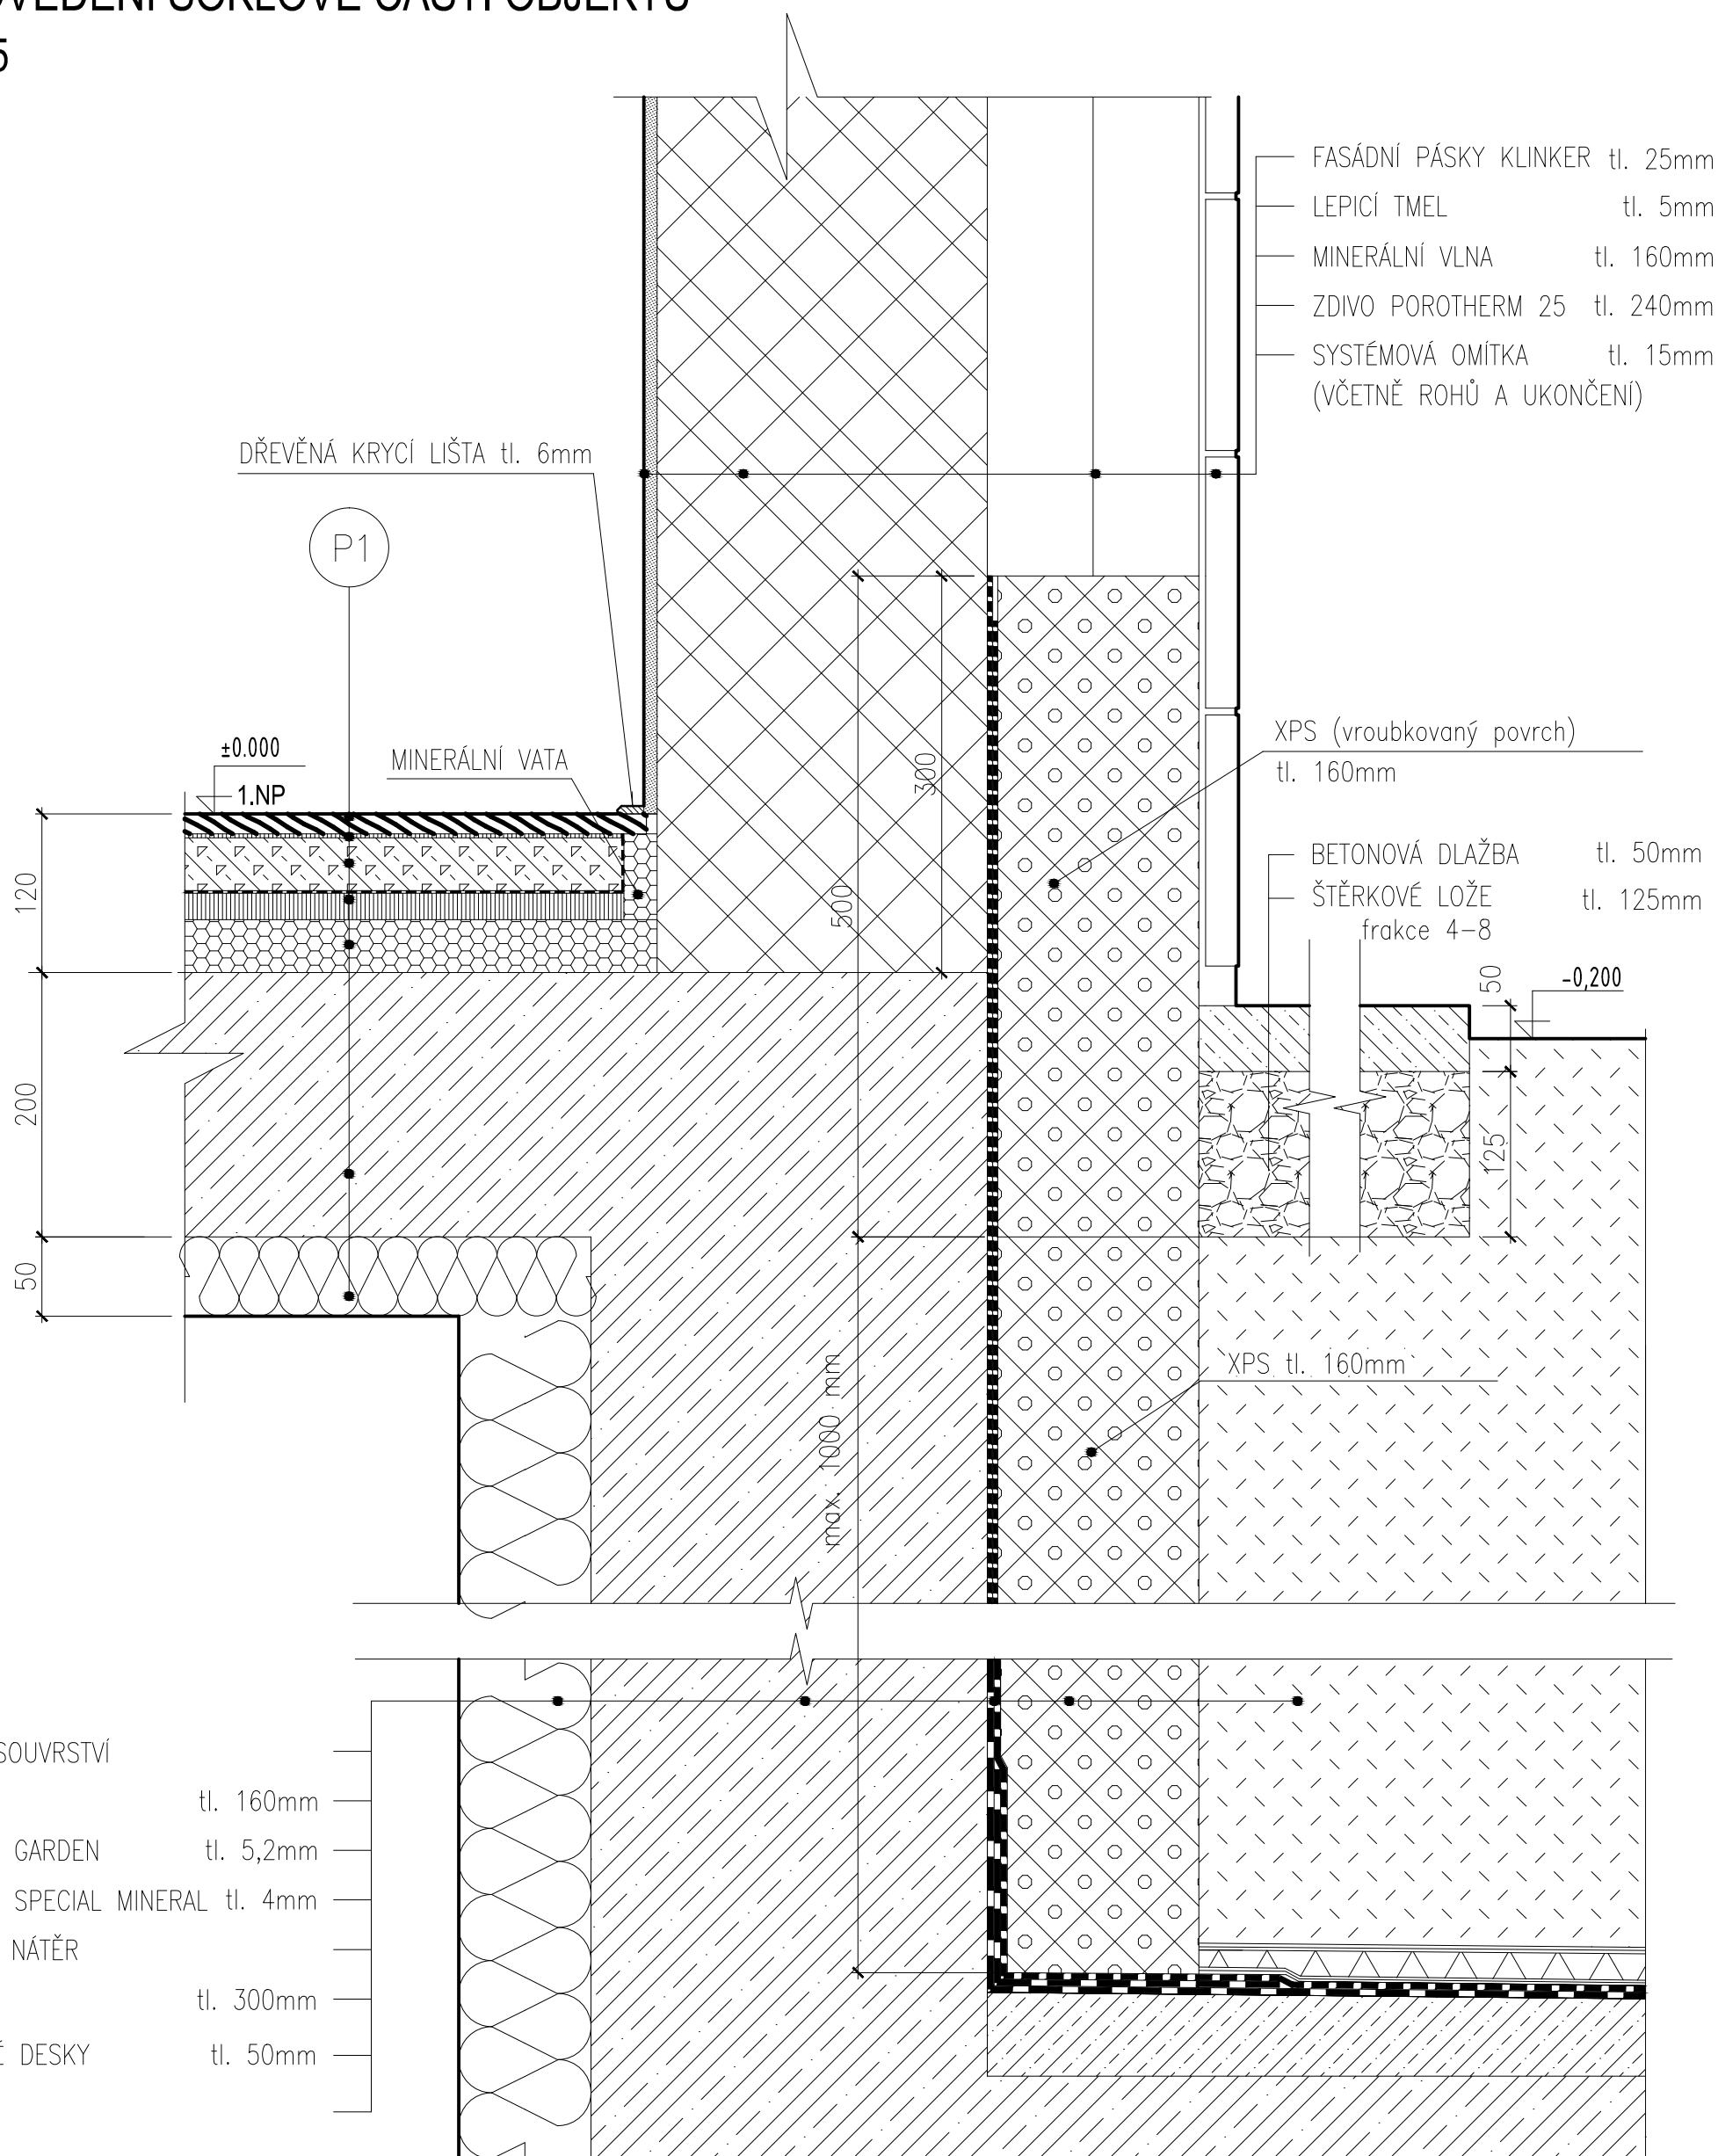 SOKLOVÉ ČÁSTI OBJEKTU
5
FASÁDNÍ PÁSKY KLINKER tl. 25mm
LEPICÍ TMEL tl. 5mm
MINERÁLNÍ VLNA tl. 160mm
ZDIVO POROTHERM 25 tl. 240mm
SYSTÉMOVÁ OMÍTKA tl. 15mm
(VČETNĚ ROHŮ A UKONČENÍ)
DŘEVĚNÁ KRYCÍ LIŠTA tl. 6mm
P1
±0.000
1.NP
MINERÁLNÍ VATA
XPS (vroubkovaný povrch)
tl. 160mm
300
500
120
BETONOVÁ DLAŽBA tl. 50mm
ŠTĚRKOVÉ LOŽE tl. 125mm
frakce 4-8
50
-0,200
200
125
50
XPS tl. 160mm
max. 1000 mm
SOUVRSTVÍ
tl. 160mm
GARDEN tl. 5,2mm
SPECIAL MINERAL tl. 4mm
NÁTĚR
tl. 300mm
DESKY tl. 50mm